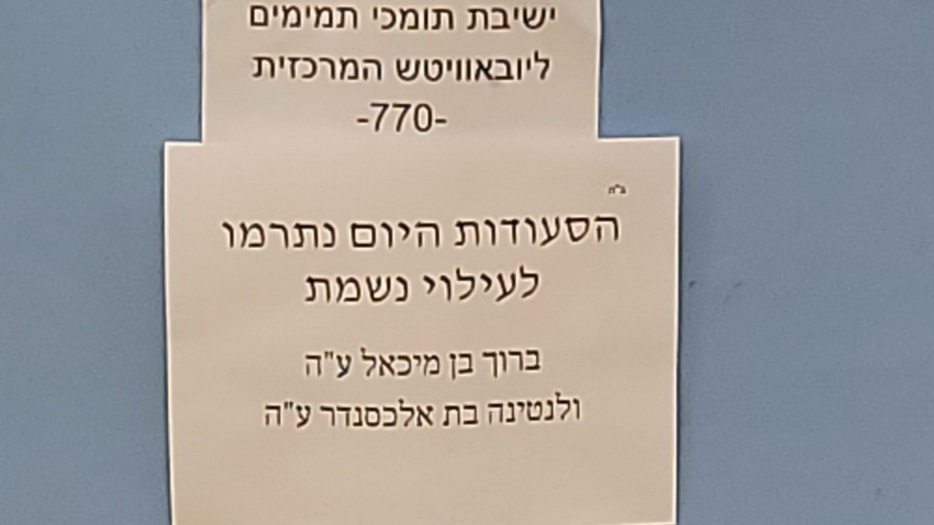 ישיבת תומכי תמימים
ליובאוויטש המרכזית
-770-
ב"ה
הסעודות היום נתרמו
לעילוי נשמת
ברוך בן מיכאל ע"ה
ולנטינה בת אלכסנדר ע"ה